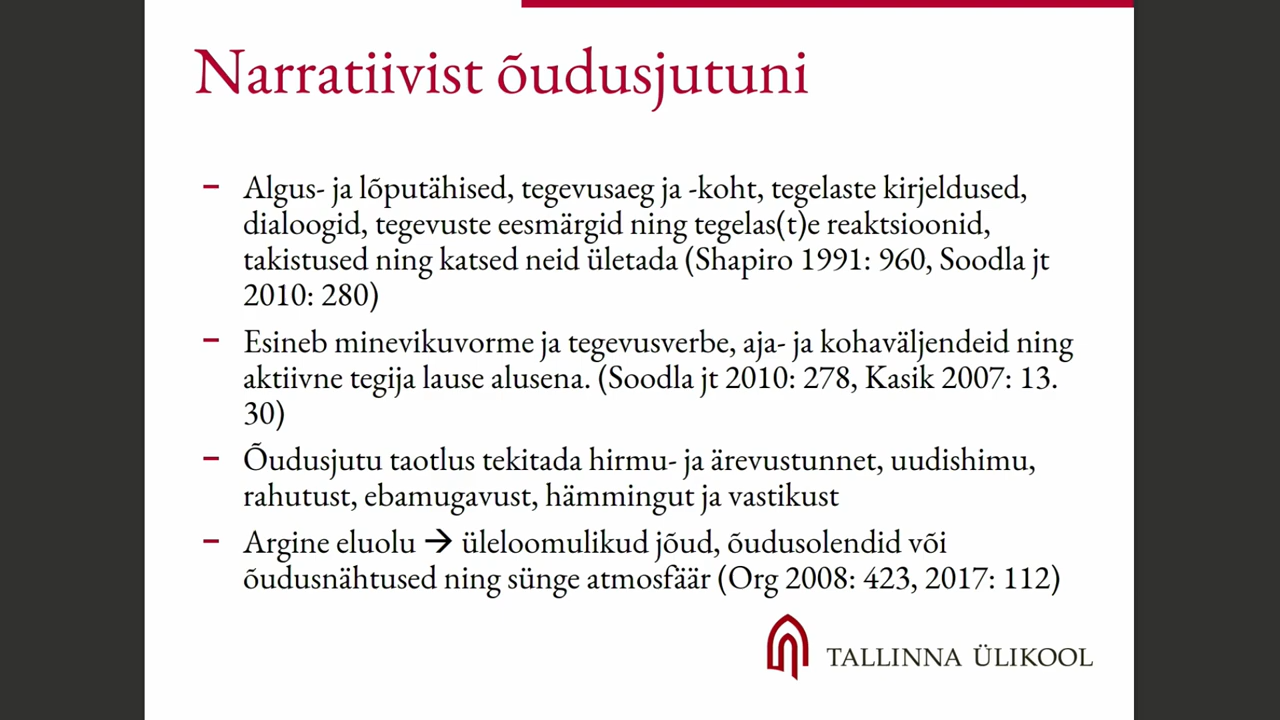 Narratiivist õudusjutuni
– Algus- ja lõputähised, tegevusaeg ja -koht, tegelaste kirjeldused,
dialoogid, tegevuste eesmärgid ning tegelas(t)e reaktsioonid,
takistused ning katsed neid ületada (Shapiro 1991: 960, Soodla jt
2010: 280)
– Esineb minevikuvorme ja tegevusverbe, aja- ja kohaväljendeid ning
aktiivne tegija lause alusena. (Soodla jt 2010: 278, Kasik 2007: 13.
30)
– Õudusjutu taotlus tekitada hirmu- ja ärevustunnet, uudishimu,
rahutust, ebamugavust, hämmingut ja vastikust
– Argine eluolu → üleloomulikud jõud, õudusolendid või
õudusnähtused ning sünge atmosfäär (Org 2008: 423, 2017: 112)
TALLINNA ÜLIKOOL